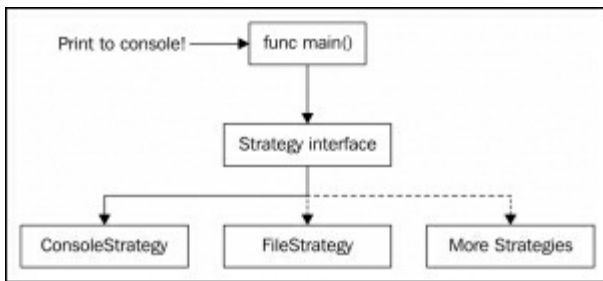 Print to console!
func main()
Strategy interface
ConsoleStrategy
FileStrategy
More Strategies